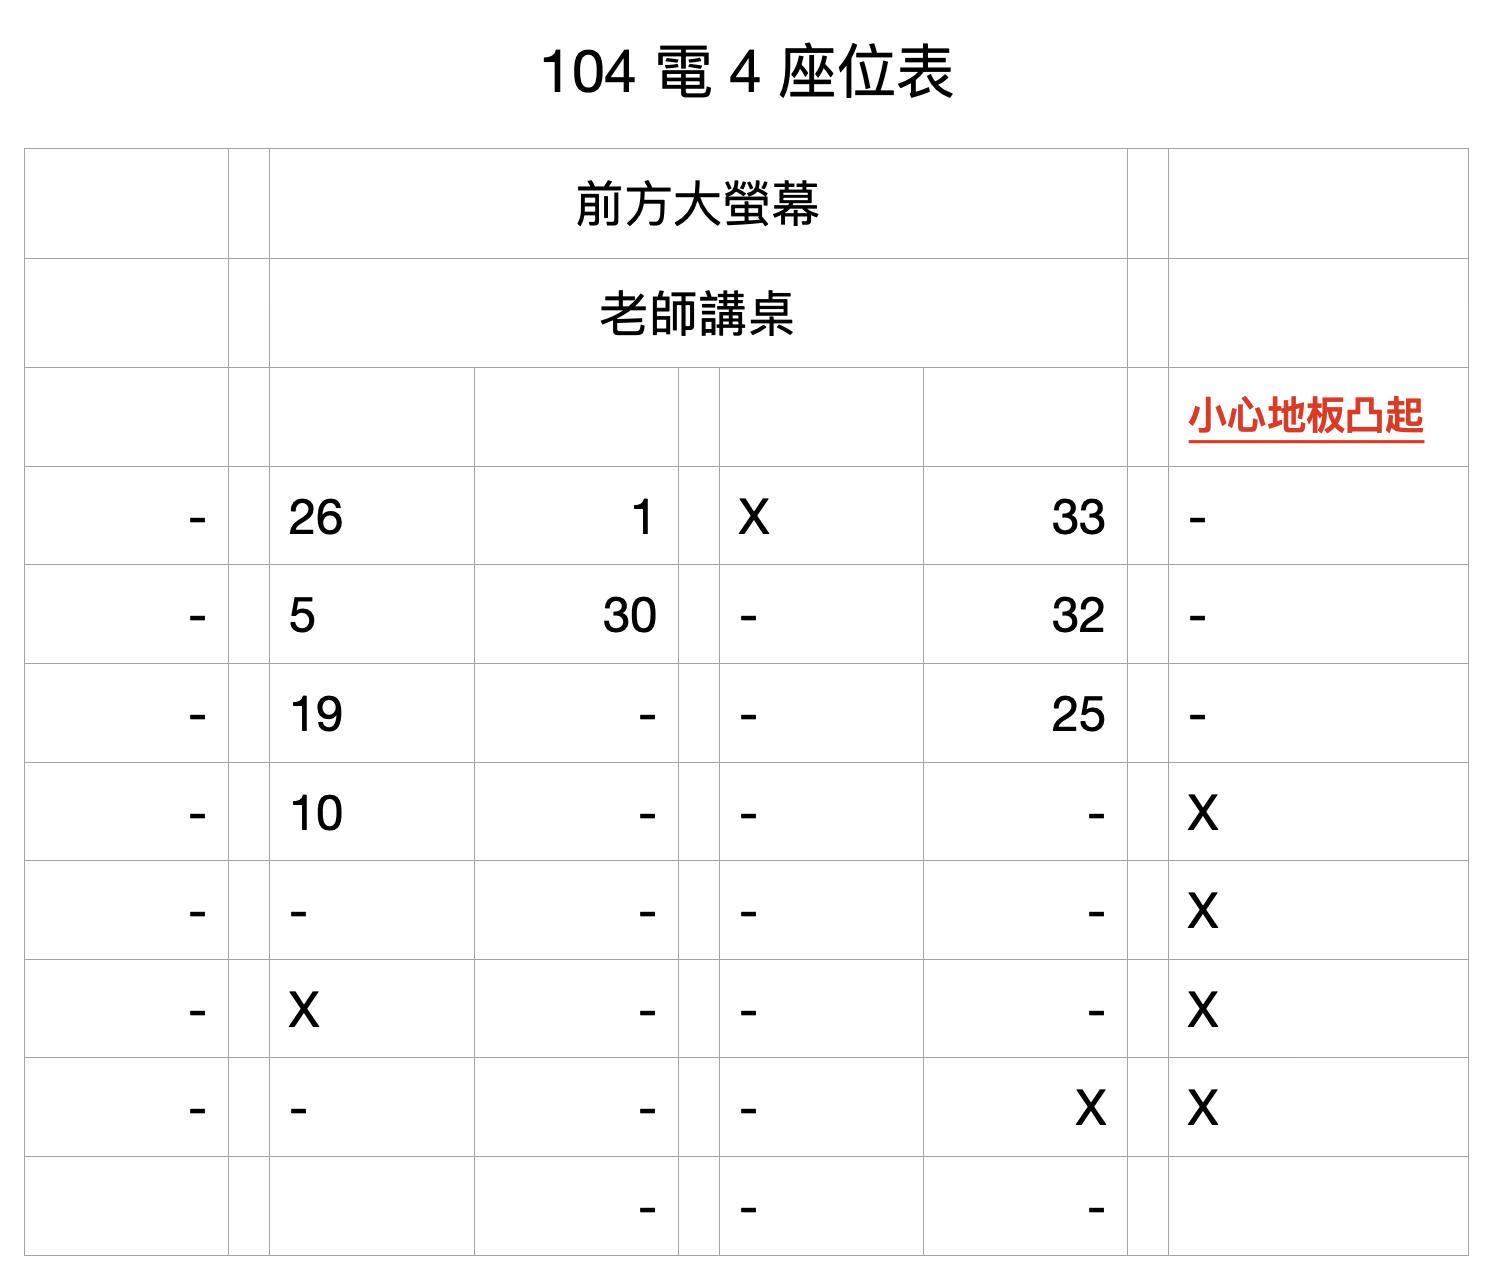 104 電 4 座位表
前方大螢幕
老師講桌
小心地板凸起
- 26 1 X 33 -
- 5 30 - 32 -
- 19 - - 25 -
- 10 - - - X
- - - - - X
- X - - - X
- - - - X X
- - -